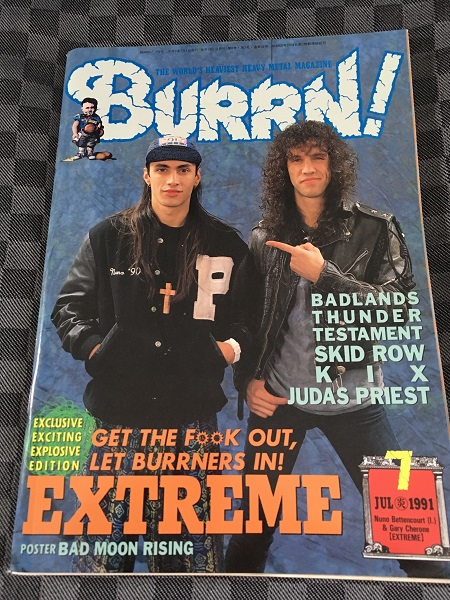 THE WORLD'S HEAVIEST HEAVY METAL MAGAZINE
BURRN!
Nuno '90
P
BADLANDS
THUNDER
TESTAMENT
SKID ROW
KIX
JUDAS PRIEST
EXCLUSIVE
EXCITING
EXPLOSIVE
EDITION
GET THE F☆☆K OUT,
LET BURRNERS IN!
EXTREME
POSTER BAD MOON RISING
7
JUL 1991
Nuno Bettencourt (l.)
& Gary Cherone
[EXTREME]